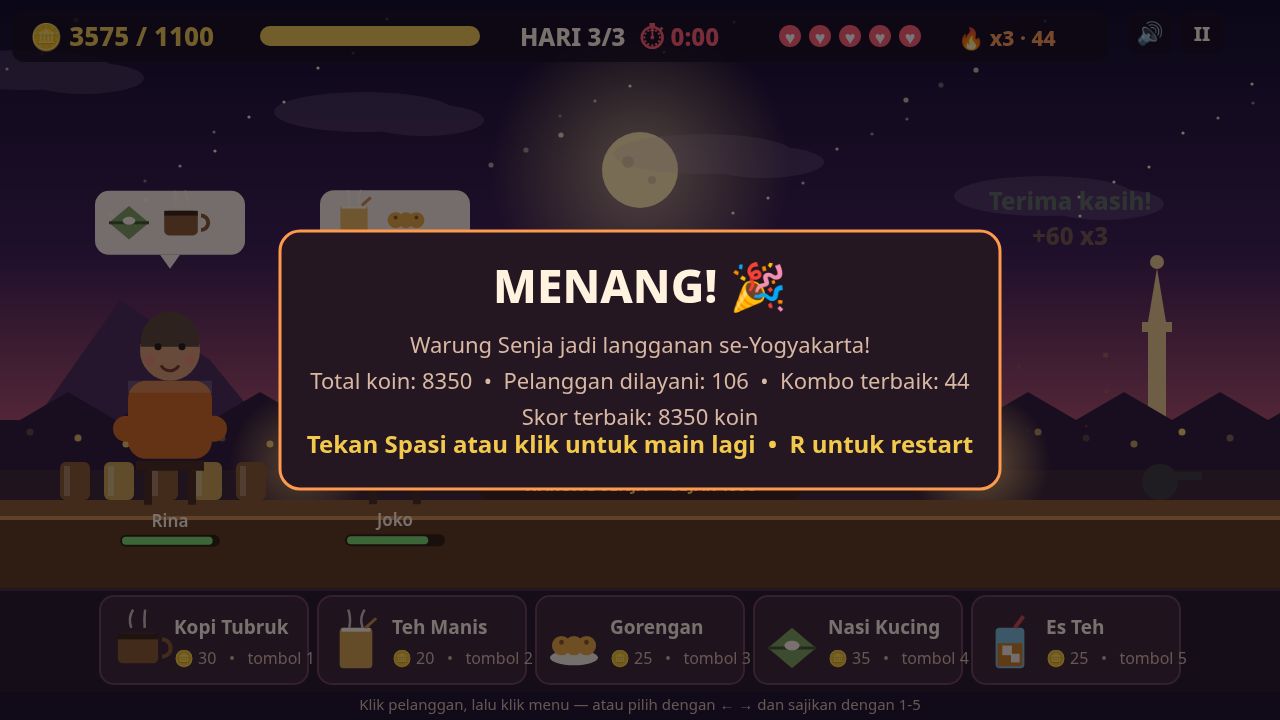 3575 / 1100
HARI 3/3
0:00
x3 · 44
II
Terima kasih!
+60 x3
MENANG!
Warung Senja jadi langganan se-Yogyakarta!
Total koin: 8350 • Pelanggan dilayani: 106 • Kombo terbaik: 44
Skor terbaik: 8350 koin
Tekan Spasi atau klik untuk main lagi • R untuk restart
Rina
Joko
Kopi Tubruk
30 • tombol 1
Teh Manis
20 • tombol 2
Gorengan
25 • tombol 3
Nasi Kucing
35 • tombol 4
Es Teh
25 • tombol 5
Klik pelanggan, lalu klik menu — atau pilih dengan ← → dan sajikan dengan 1-5